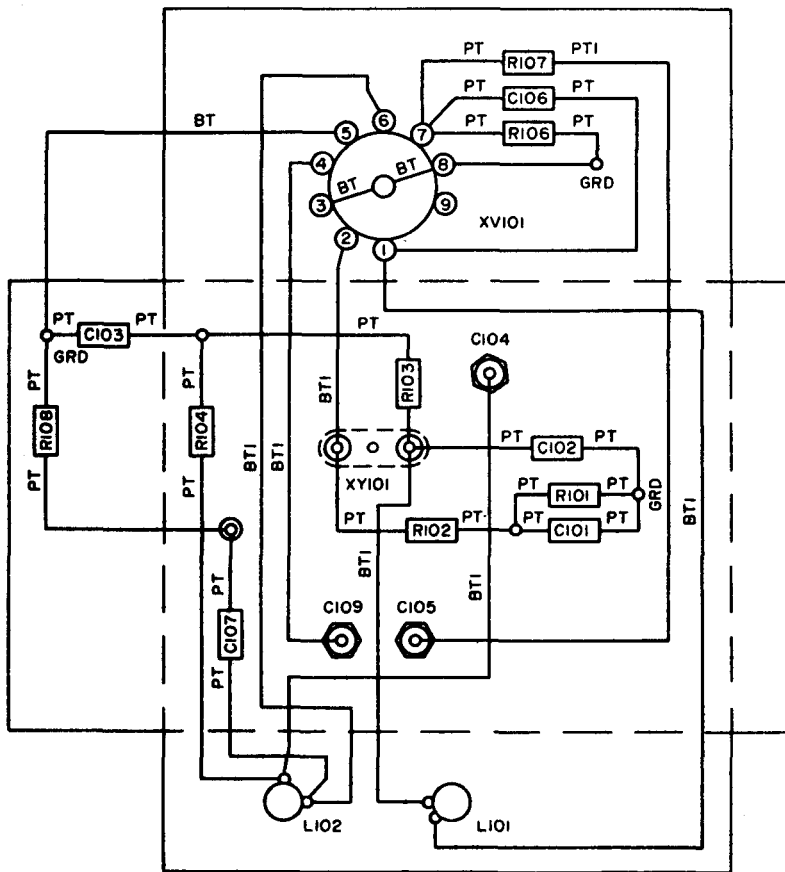 PT R107 PT1
PT C106 PT
PT R106 PT
6
5
7
BT
4
8
BT
BT
GRD
3
9
2
XV101
1
PT C103 PT
PT
GRD
C104
PT
R108
PT
PT
R104
PT
R103
BT1
BT1
BT1
XY101
PT C102 PT
PT R101 PT
GRD
PT R102 PT
PT C101 PT
BT1
BT1
BT1
PT
C107
PT
C109
C105
L102
L101